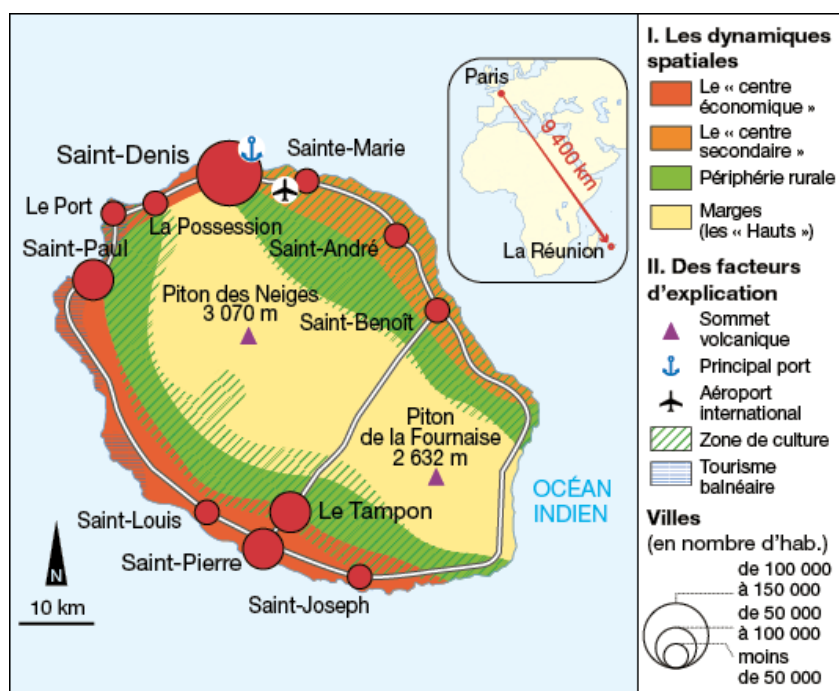 Saint-Denis
Sainte-Marie
Le Port
La Possession
Saint-Paul
Saint-André
Piton des Neiges
3 070 m
Saint-Benoît
Piton
de la Fournaise
2 632 m
OCÉAN
INDIEN
Le Tampon
Saint-Louis
Saint-Pierre
Saint-Joseph
N
10 km
Paris
9 400 km
La Réunion
I. Les dynamiques
spatiales
Le « centre
économique »
Le « centre
secondaire »
Périphérie rurale
Marges
(les « Hauts »)
II. Des facteurs
d'explication
Sommet
volcanique
Principal port
Aéroport
international
Zone de culture
Tourisme
balnéaire
Villes
(en nombre d'hab.)
de 100 000
à 150 000
de 50 000
à 100 000
moins
de 50 000